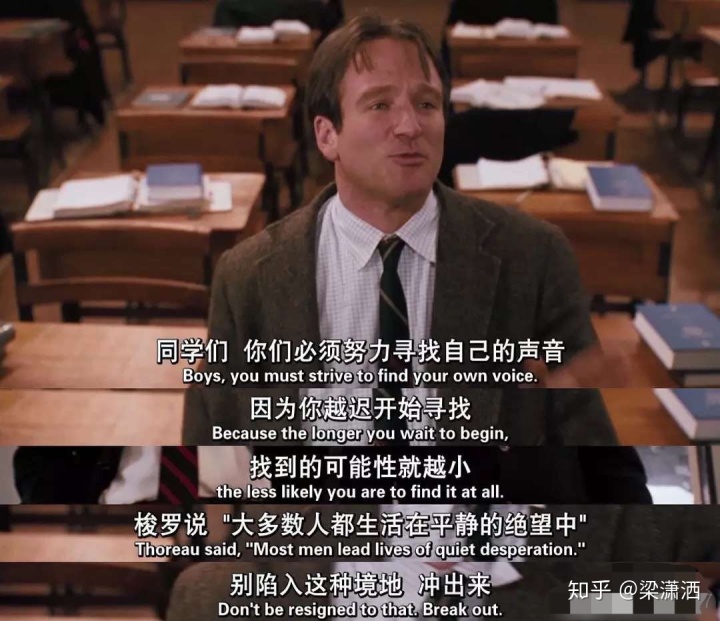 同学们 你们必须努力寻找自己的声音
Boys, you must strive to find your own voice.
因为你越迟开始寻找
Because the longer you wait to begin,
找到的可能性就越小
the less likely you are to find it at all.
梭罗说 "大多数人都生活在平静的绝望中"
Thoreau said, "Most men lead lives of quiet desperation."
别陷入这种境地 冲出来
Don't be resigned to that. Break out.
知乎 @梁潇洒